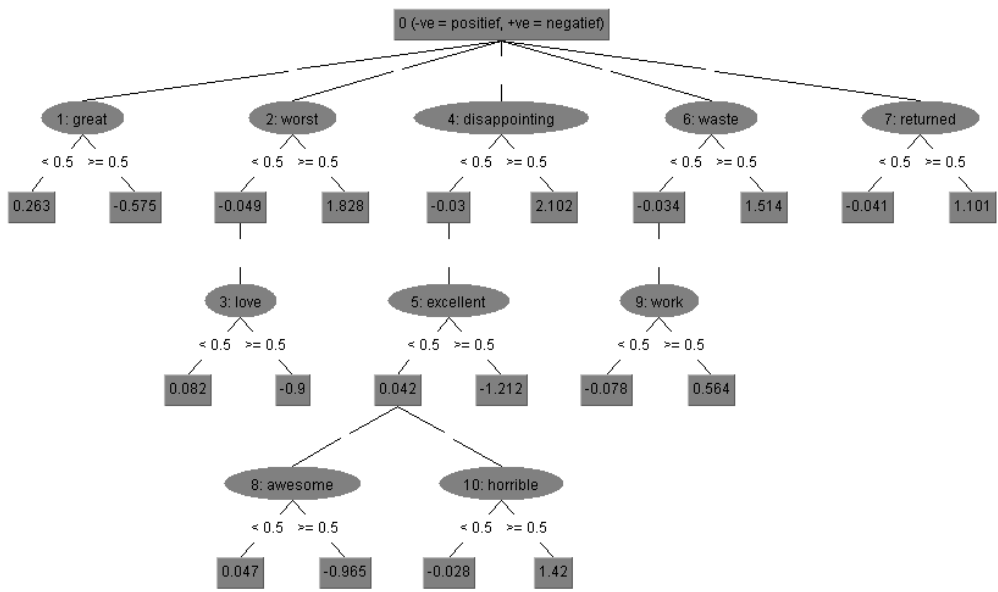 0 (-ve = positief, +ve = negatief)
1: great 2: worst 4: disappointing 6: waste 7: returned
< 0.5 >= 0.5 < 0.5 >= 0.5 < 0.5 >= 0.5 < 0.5 >= 0.5 < 0.5 >= 0.5
0.263 -0.575 -0.049 1.828 -0.03 2.102 -0.034 1.514 -0.041 1.101
3: love 5: excellent 9: work
< 0.5 >= 0.5 < 0.5 >= 0.5 < 0.5 >= 0.5
0.082 -0.9 0.042 -1.212 -0.078 0.564
8: awesome 10: horrible
< 0.5 >= 0.5 < 0.5 >= 0.5
0.047 -0.965 -0.028 1.42